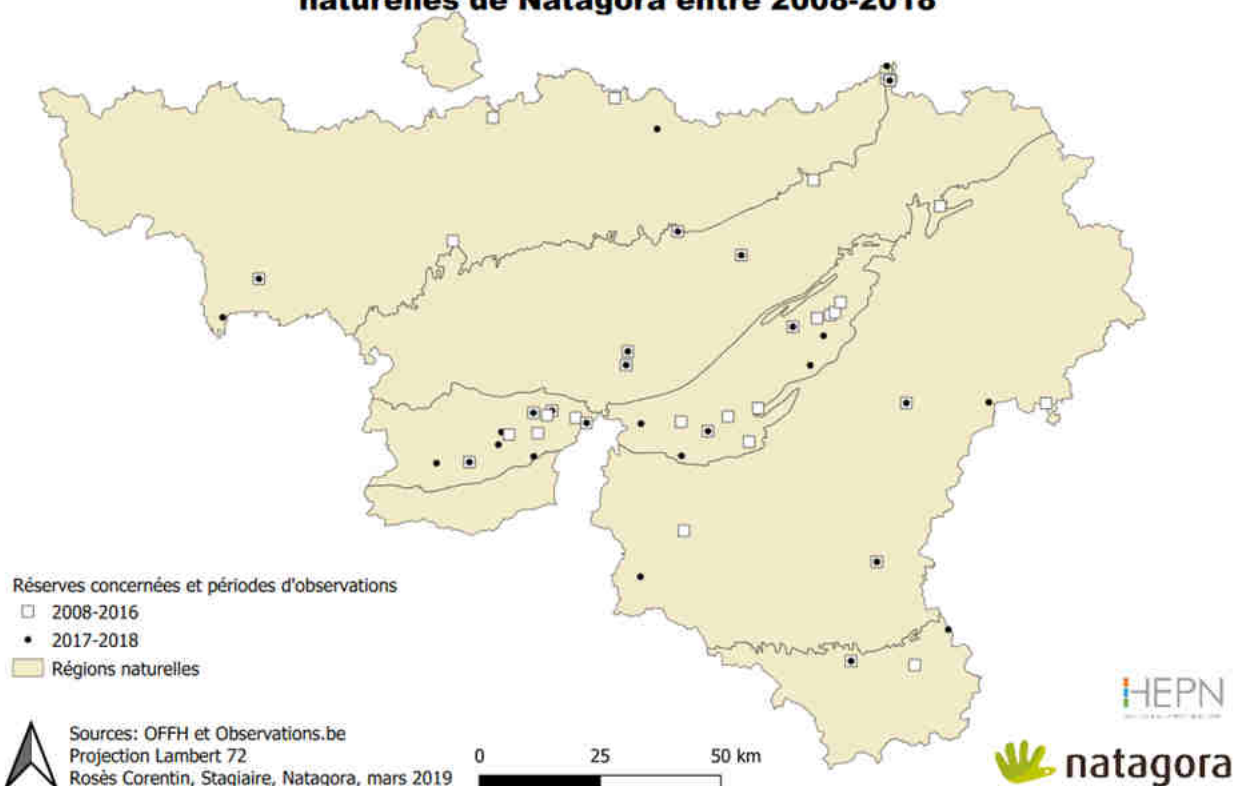 naturelles de Natagora entre 2008-2018
Réserves concernées et périodes d'observations
2008-2016
2017-2018
Régions naturelles
Sources: OFFH et Observations.be
Projection Lambert 72
Rosès Corentin, Stagiaire, Natagora, mars 2019
0 25 50 km
HEPN
natagora